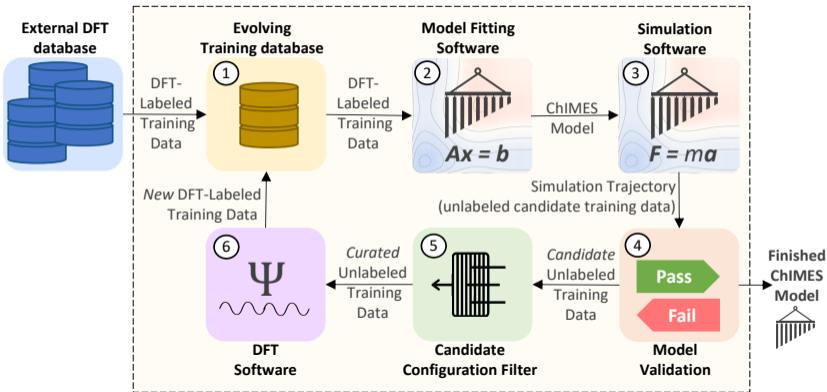 External DFT
database
DFT-
Labeled
Training
Data
Evolving
Training database
1
DFT-
Labeled
Training
Data
Model Fitting
Software
2
Ax = b
ChIMES
Model
Simulation
Software
3
F = ma
Simulation Trajectory
(unlabeled candidate training data)
4
Pass
Fail
Model
Validation
Finished
ChIMES
Model
Candidate
Unlabeled
Training
Data
5
Candidate
Configuration Filter
Curated
Unlabeled
Training
Data
6
Ψ
DFT
Software
New DFT-Labeled
Training Data